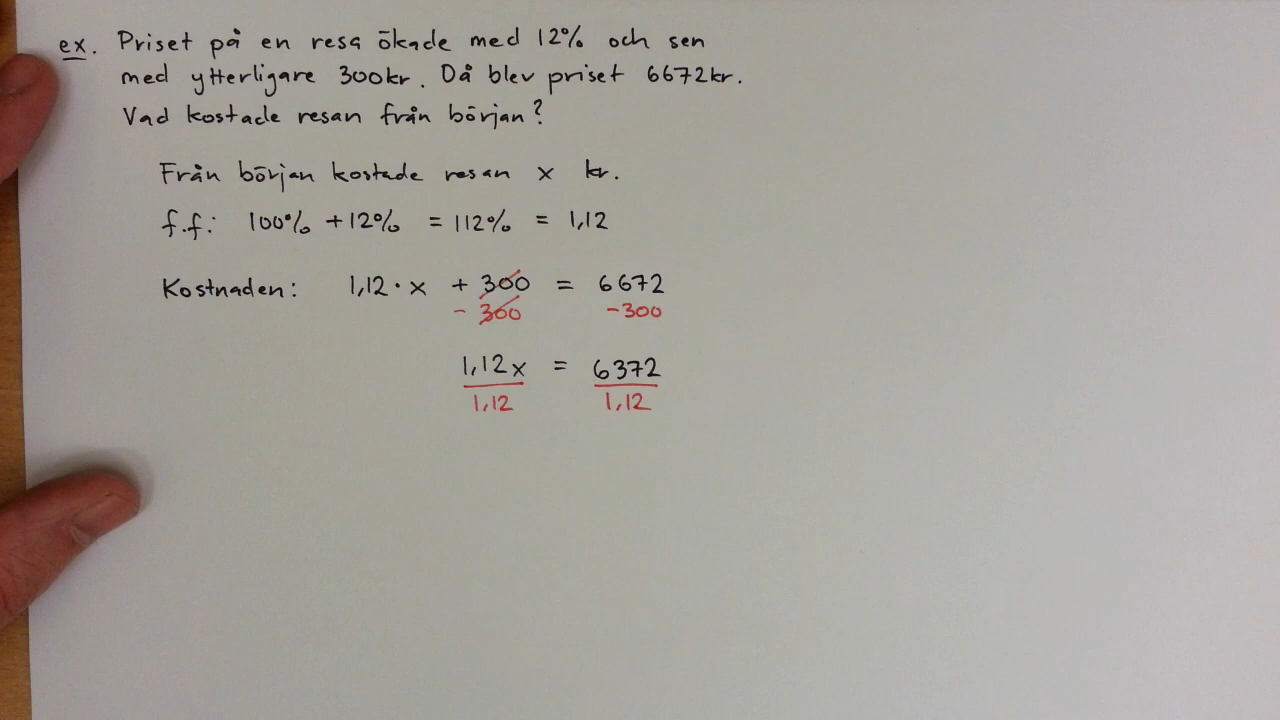 ex. Priset på en resa ökade med 12% och sen
med ytterligare 300kr. Då blev priset 6672kr.
Vad kostade resan från början?
Från början kostade resan x kr.
f.f: 100% +12% = 112% = 1,12
Kostnaden: 1,12 · x + 300 = 6672
- 300 -300
1,12x = 6372
1,12 1,12